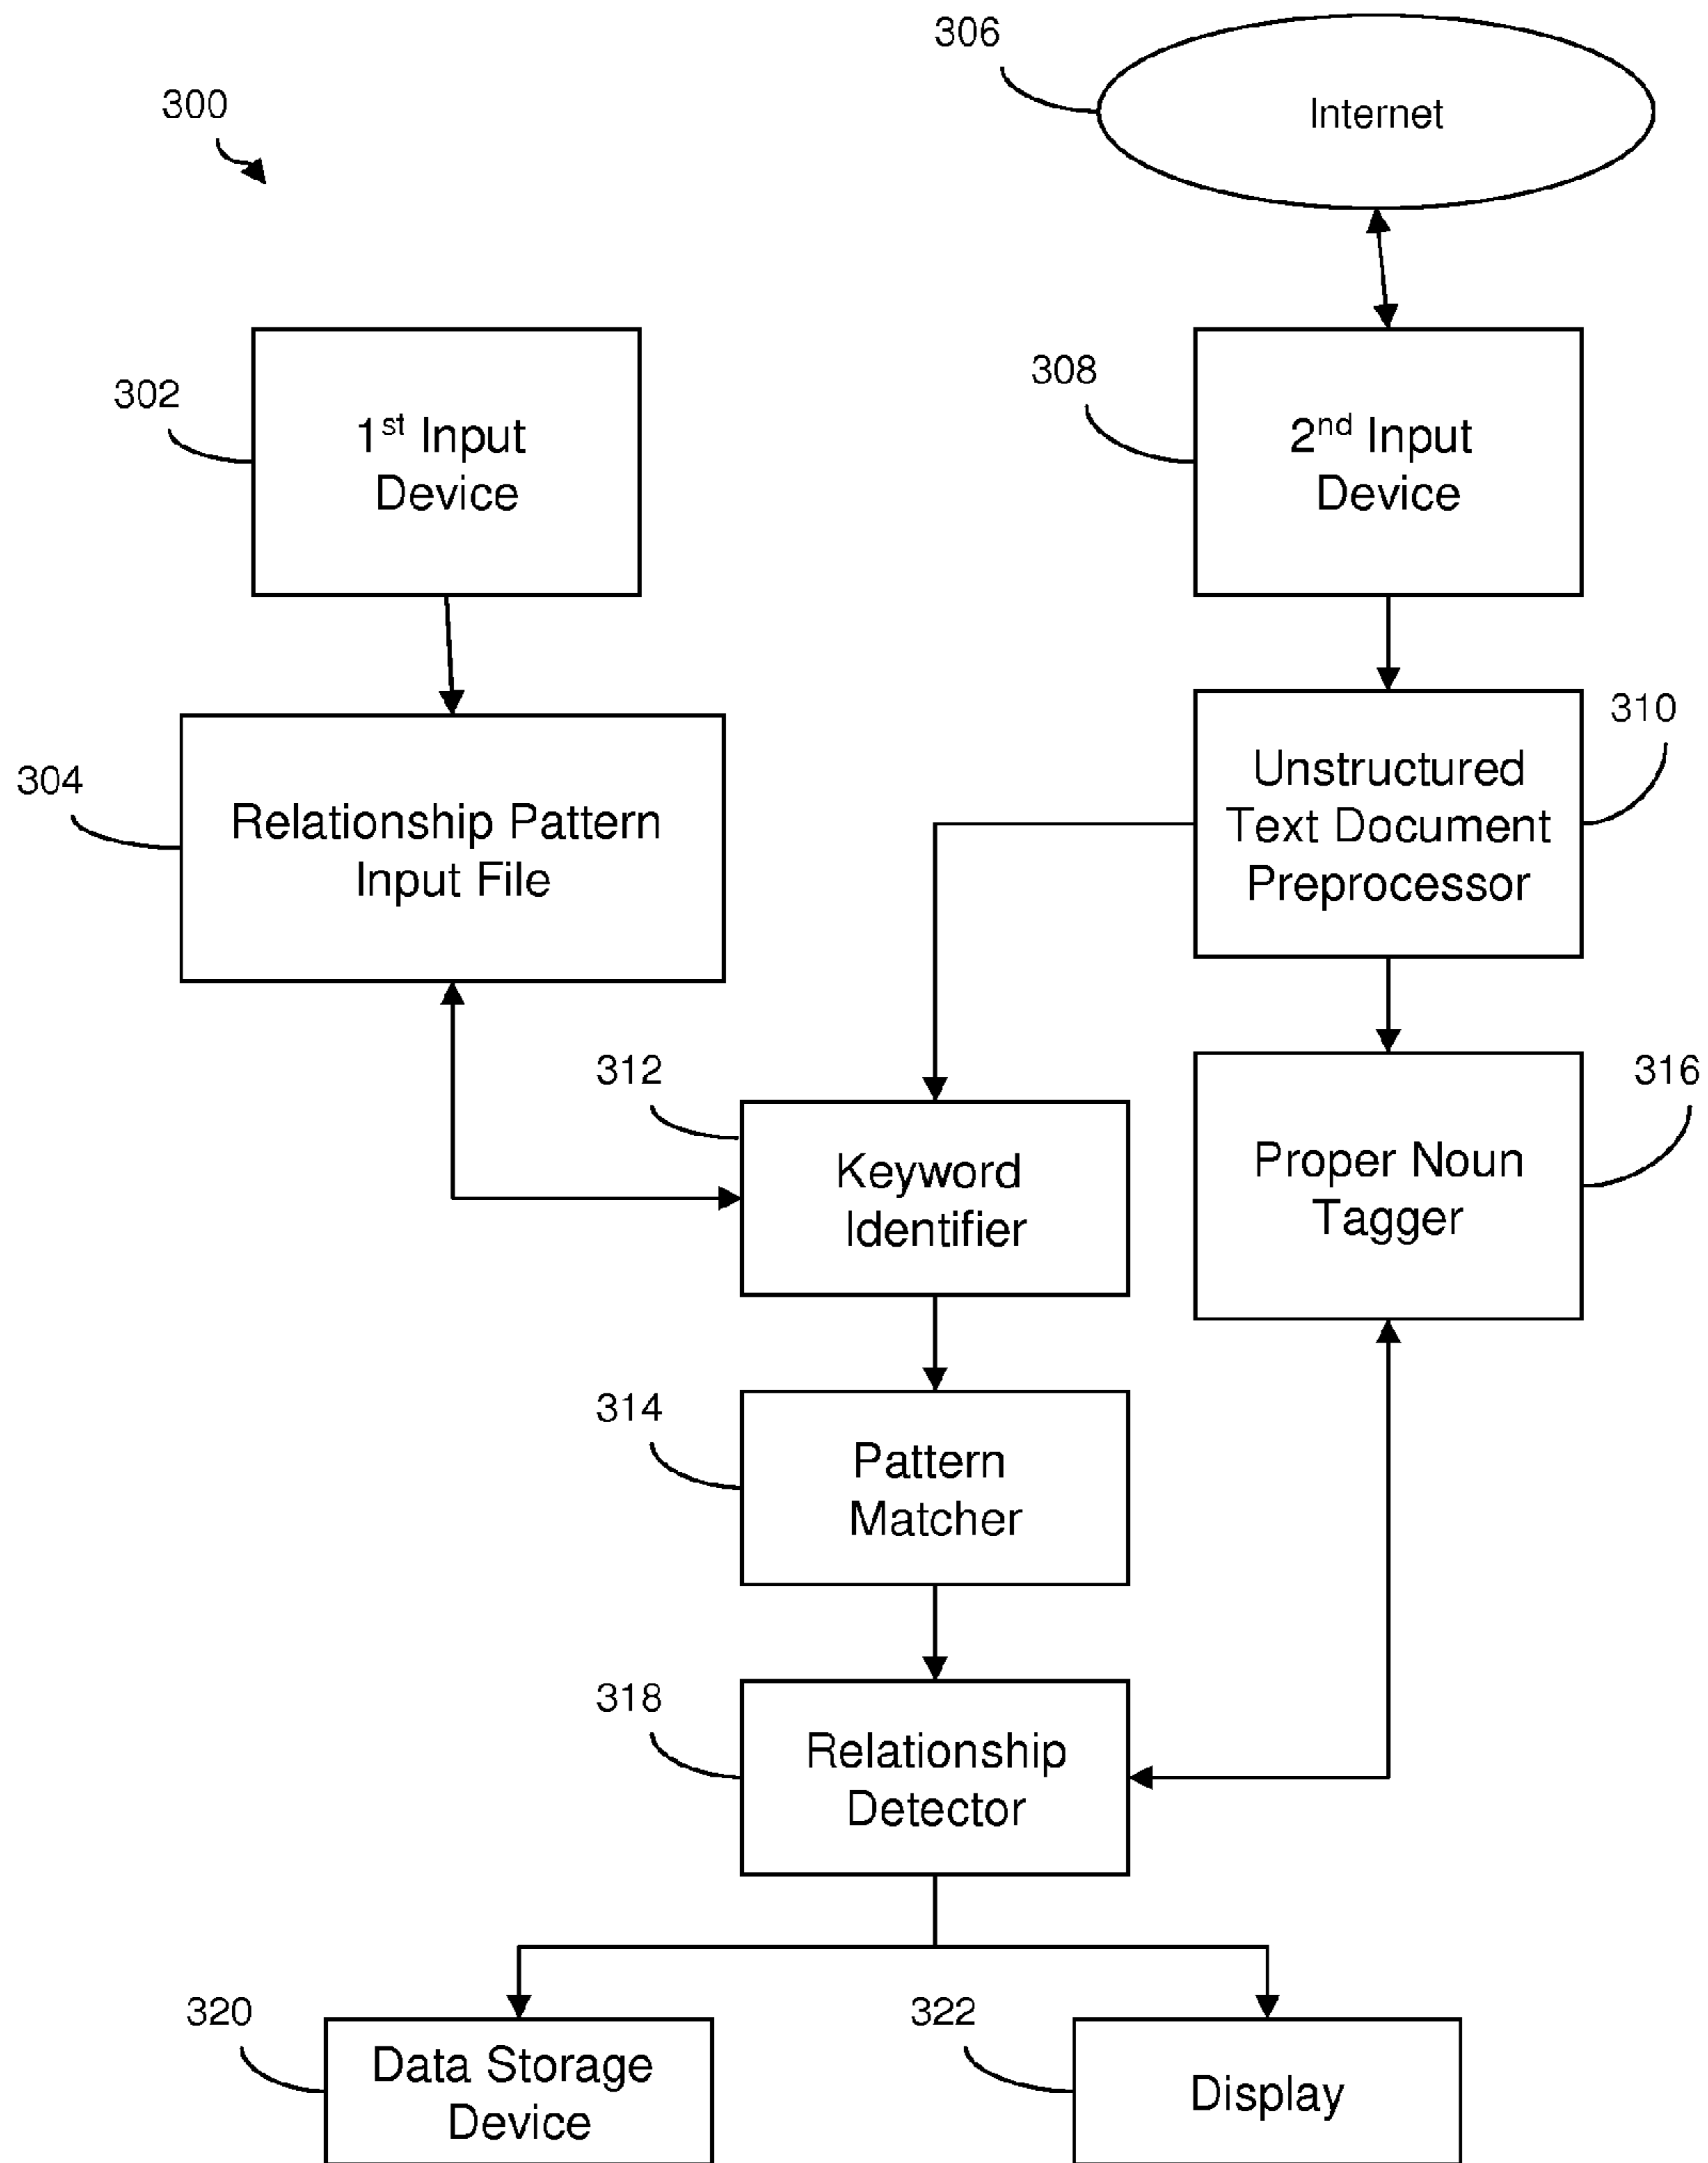 306
Internet
300
302
1st Input
Device
308
2nd Input
Device
304
Relationship Pattern
Input File
310
Unstructured
Text Document
Preprocessor
312
Keyword
Identifier
316
Proper Noun
Tagger
314
Pattern
Matcher
318
Relationship
Detector
320
Data Storage
Device
322
Display